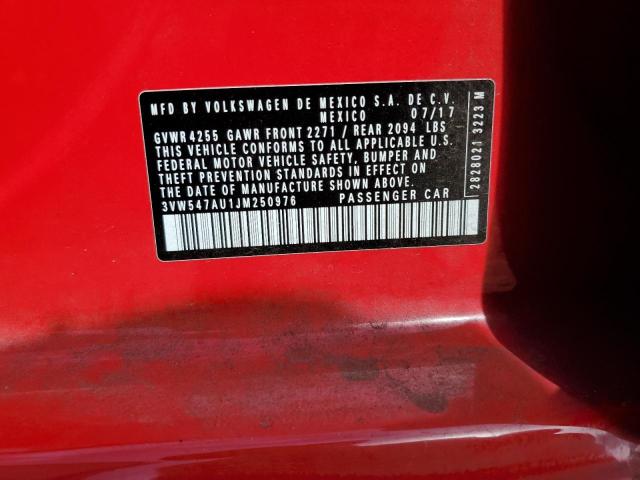 MFD BY VOLKSWAGEN DE MEXICO S.A. DE C.V.
MEXICO 07/17
GVWR 4255 GAWR FRONT 2271 / REAR 2094 LBS
THIS VEHICLE CONFORMS TO ALL APPLICABLE U.S.
FEDERAL MOTOR VEHICLE SAFETY, BUMPER AND
THEFT PREVENTION STANDARDS IN EFFECT ON THE
DATE OF MANUFACTURE SHOWN ABOVE.
3VW547AU1JM250976 PASSENGER CAR
2828021 3223 M